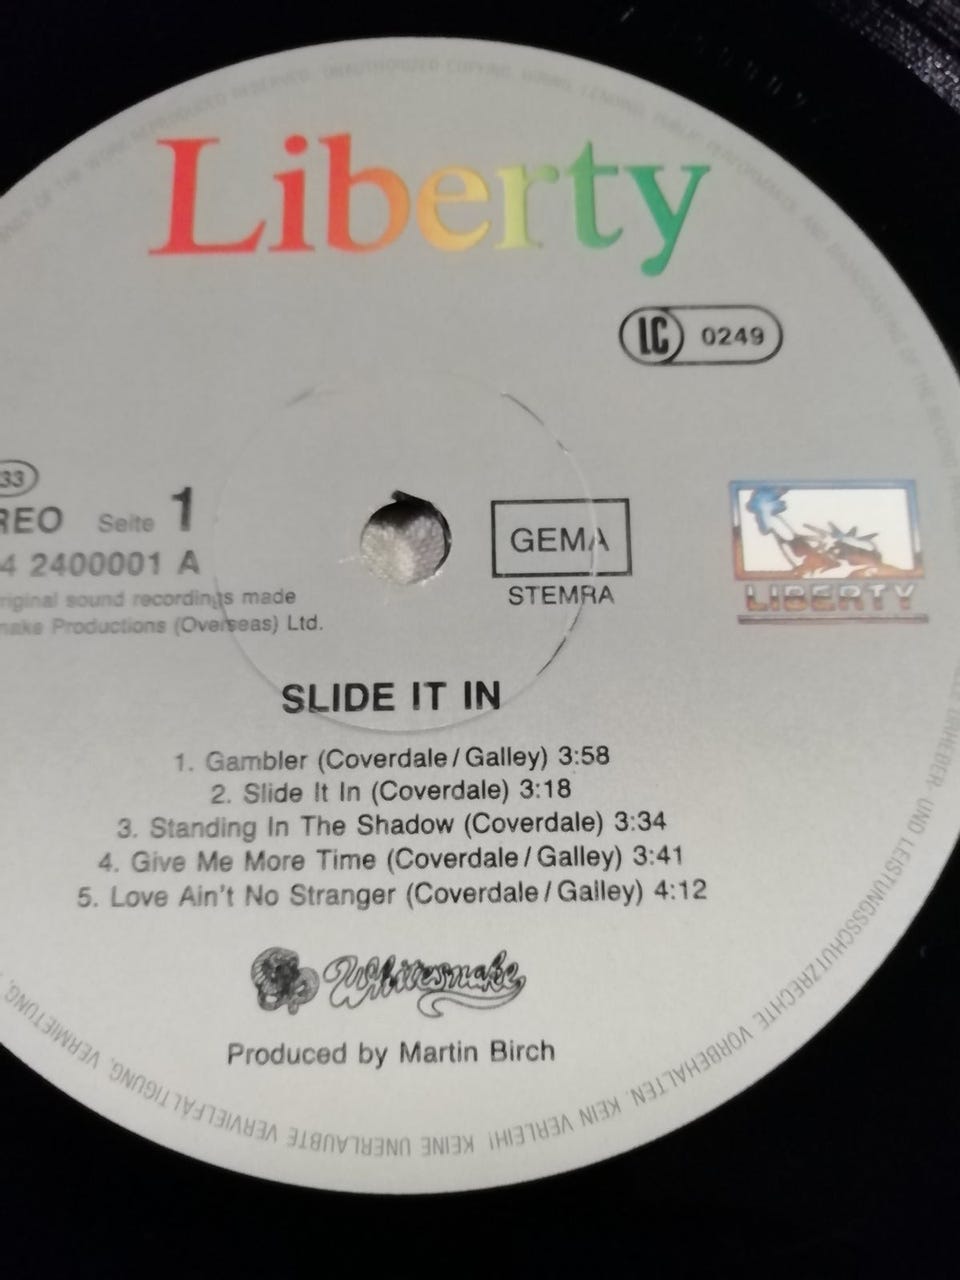 Liberty
LC 0249
33
REO Seite 1
4 2400001 A
GEMA
STEMRA
original sound recordings made
nake Productions (Overseas) Ltd.
LIBERTY
SLIDE IT IN
1. Gambler (Coverdale/Galley) 3:58
2. Slide It In (Coverdale) 3:18
3. Standing In The Shadow (Coverdale) 3:34
4. Give Me More Time (Coverdale/Galley) 3:41
5. Love Ain't No Stranger (Coverdale/Galley) 4:12
Whitesnake
Produced by Martin Birch
URHEBER- UND LEISTUNGSSCHUTZRECHTE VORBEHALTEN. KEIN VERLEIH! KEINE UNERLAUBTE VERVIELFÄLTIGUNG, VERMIETUNG,